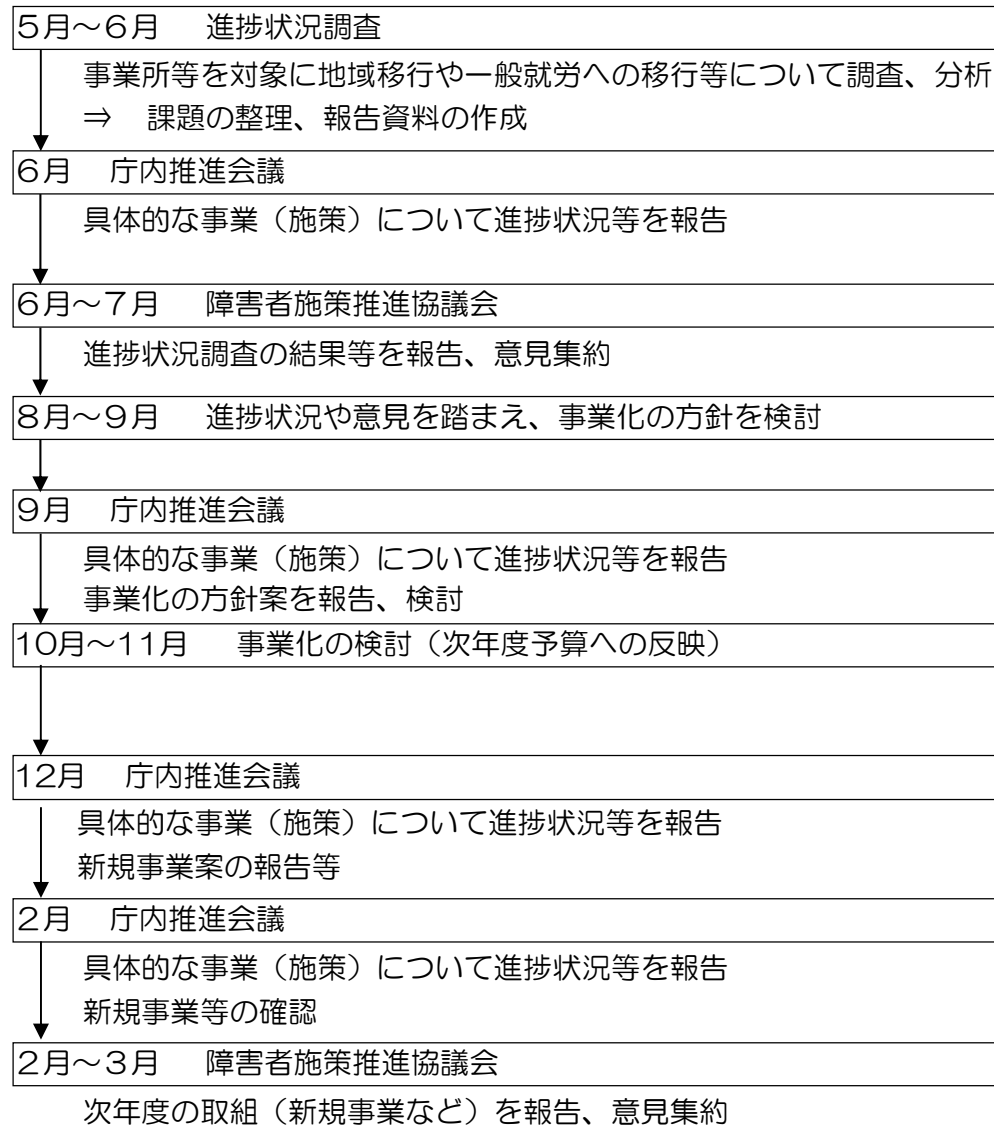 5月～6月　進捗状況調査
事業所等を対象に地域移行や一般就労への移行等について調査、分析
⇒　課題の整理、報告資料の作成
6月　庁内推進会議
具体的な事業（施策）について進捗状況等を報告
6月～7月　障害者施策推進協議会
進捗状況調査の結果等を報告、意見集約
8月～9月　進捗状況や意見を踏まえ、事業化の方針を検討
9月　庁内推進会議
具体的な事業（施策）について進捗状況等を報告
事業化の方針案を報告、検討
10月～11月　事業化の検討（次年度予算への反映）
12月　庁内推進会議
具体的な事業（施策）について進捗状況等を報告
新規事業案の報告等
2月　庁内推進会議
具体的な事業（施策）について進捗状況等を報告
新規事業等の確認
2月～3月　障害者施策推進協議会
次年度の取組（新規事業など）を報告、意見集約